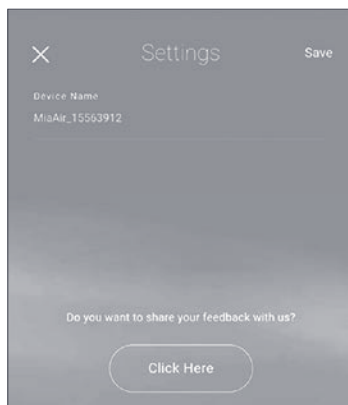 Settings
Save
Device Name
MiaAir_15563912
Do you want to share your feedback with us?
Click Here